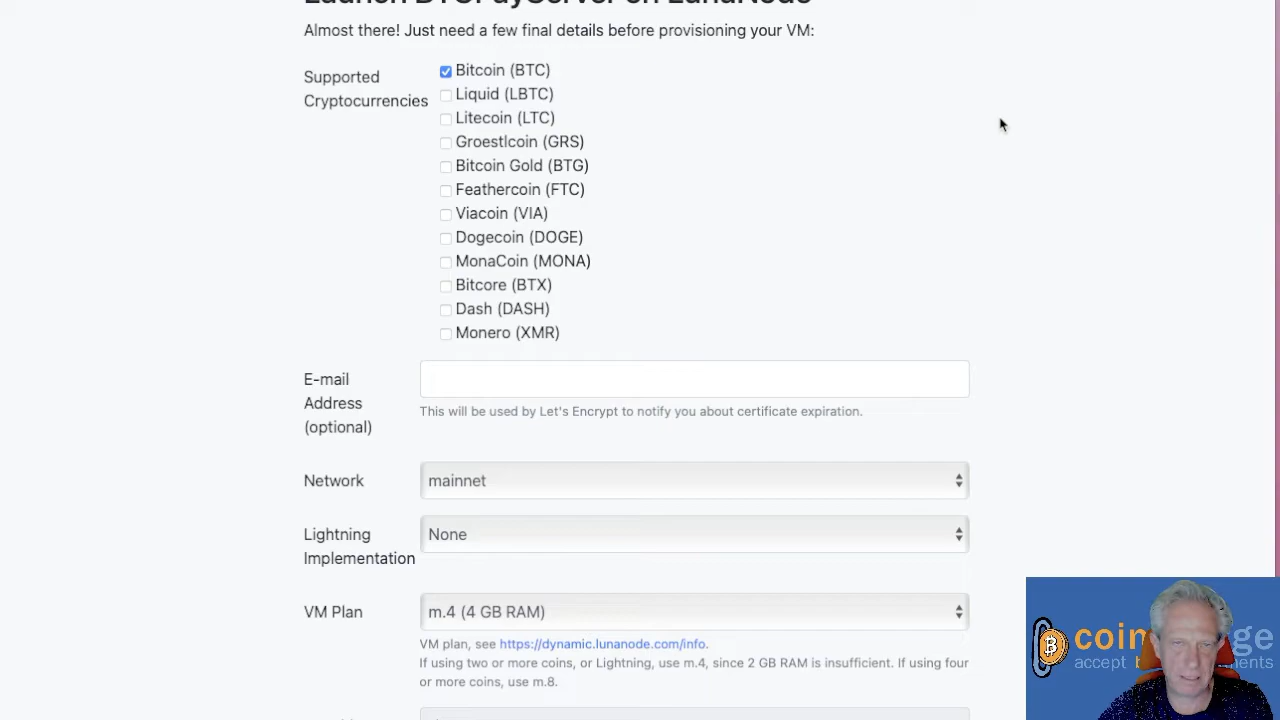 Launch BTCPayServer on LunaNode
Almost there! Just need a few final details before provisioning your VM:
Supported
Cryptocurrencies
Bitcoin (BTC)
Liquid (LBTC)
Litecoin (LTC)
Groestlcoin (GRS)
Bitcoin Gold (BTG)
Feathercoin (FTC)
Viacoin (VIA)
Dogecoin (DOGE)
MonaCoin (MONA)
Bitcore (BTX)
Dash (DASH)
Monero (XMR)
E-mail
Address
(optional)
This will be used by Let's Encrypt to notify you about certificate expiration.
Network
mainnet
Lightning
Implementation
None
VM Plan
m.4 (4 GB RAM)
VM plan, see https://dynamic.lunanode.com/info.
If using two or more coins, or Lightning, use m.4, since 2 GB RAM is insufficient. If using four
or more coins, use m.8.
accept